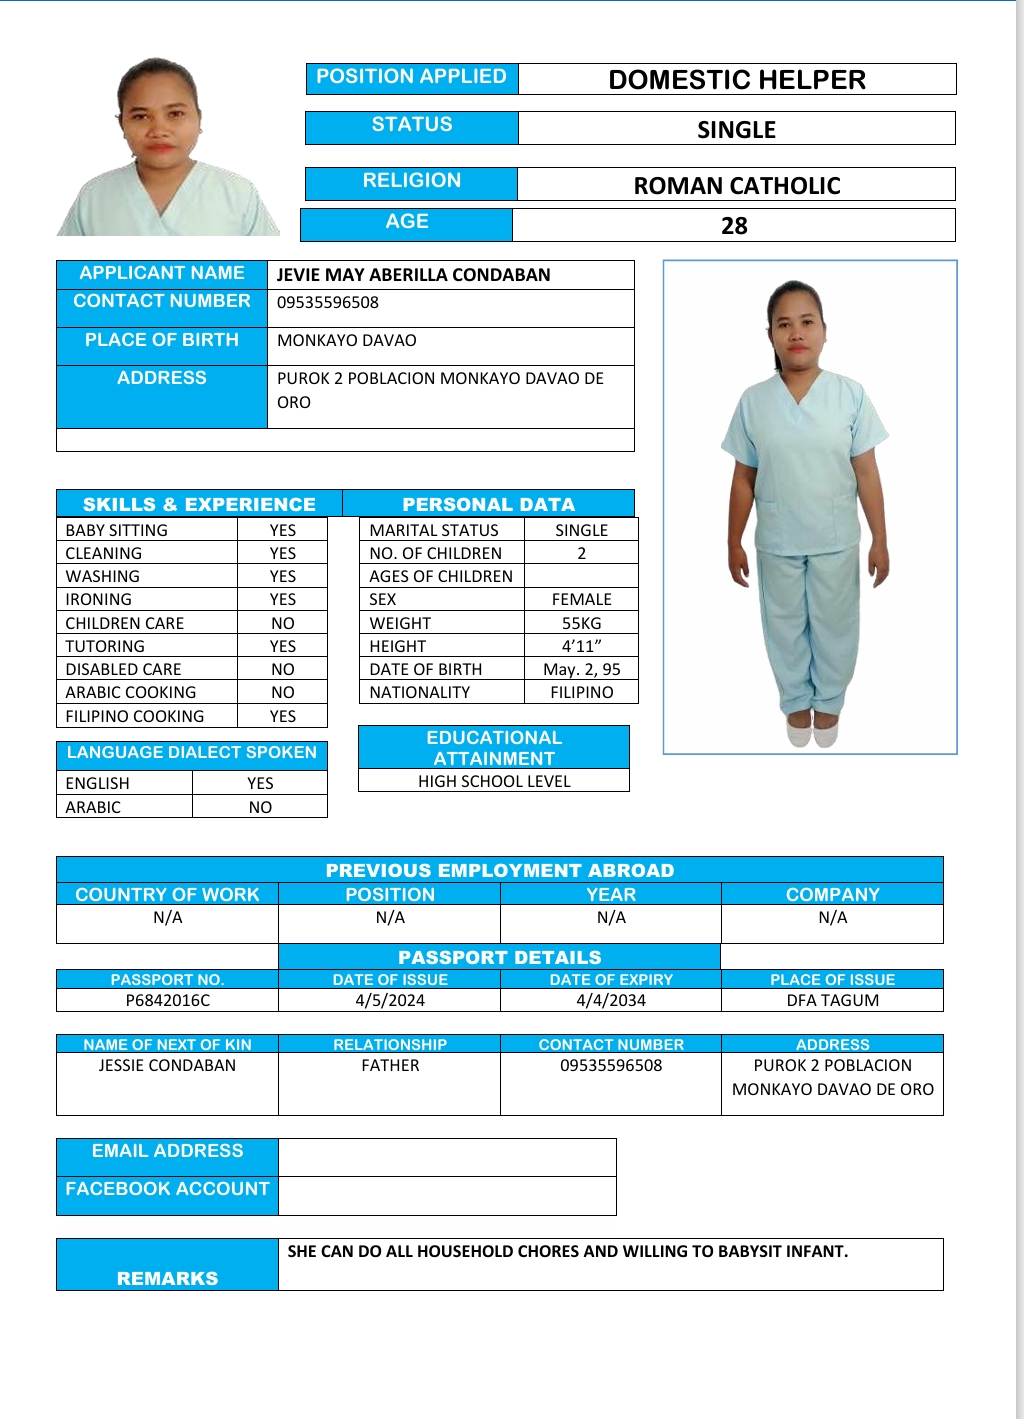 POSITION APPLIED DOMESTIC HELPER
STATUS SINGLE
RELIGION ROMAN CATHOLIC
AGE 28
APPLICANT NAME JEVIE MAY ABERILLA CONDABAN
CONTACT NUMBER 09535596508
PLACE OF BIRTH MONKAYO DAVAO
ADDRESS PUROK 2 POBLACION MONKAYO DAVAO DE
ORO
SKILLS & EXPERIENCE PERSONAL DATA
BABY SITTING YES MARITAL STATUS SINGLE
CLEANING YES NO. OF CHILDREN 2
WASHING YES AGES OF CHILDREN
IRONING YES SEX FEMALE
CHILDREN CARE NO WEIGHT 55KG
TUTORING YES HEIGHT 4’11”
DISABLED CARE NO DATE OF BIRTH May. 2, 95
ARABIC COOKING NO NATIONALITY FILIPINO
FILIPINO COOKING YES
LANGUAGE DIALECT SPOKEN
ENGLISH YES
ARABIC NO
EDUCATIONAL
ATTAINMENT
HIGH SCHOOL LEVEL
PREVIOUS EMPLOYMENT ABROAD
COUNTRY OF WORK POSITION YEAR COMPANY
N/A N/A N/A N/A
PASSPORT DETAILS
PASSPORT NO. DATE OF ISSUE DATE OF EXPIRY PLACE OF ISSUE
P6842016C 4/5/2024 4/4/2034 DFA TAGUM
NAME OF NEXT OF KIN RELATIONSHIP CONTACT NUMBER ADDRESS
JESSIE CONDABAN FATHER 09535596508 PUROK 2 POBLACION
MONKAYO DAVAO DE ORO
EMAIL ADDRESS
FACEBOOK ACCOUNT
REMARKS SHE CAN DO ALL HOUSEHOLD CHORES AND WILLING TO BABYSIT INFANT.